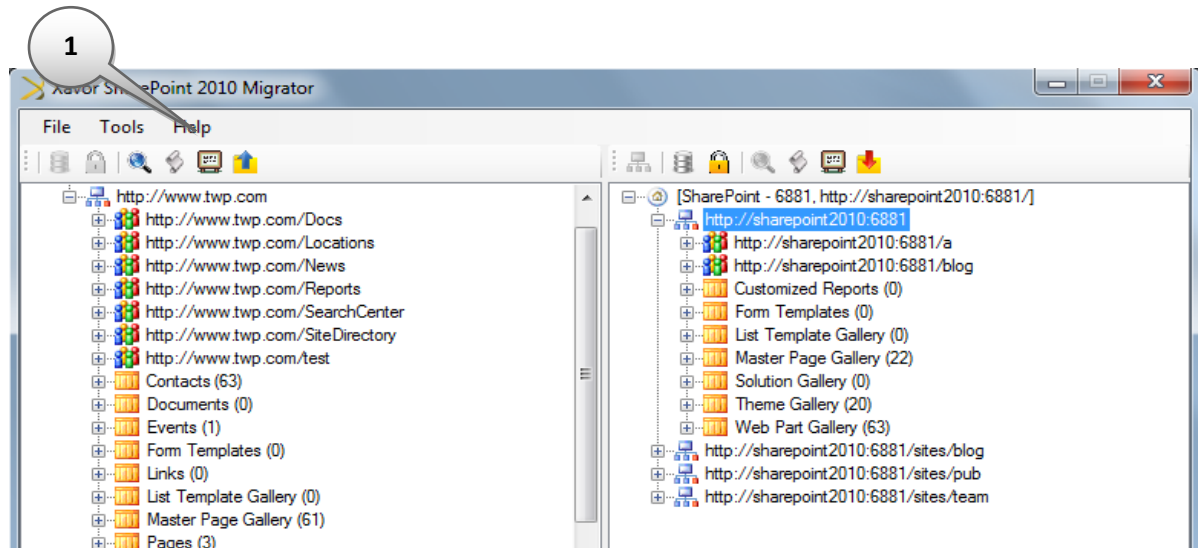 1
Xavor SharePoint 2010 Migrator
File Tools Help
http://www.twp.com
http://www.twp.com/Docs
http://www.twp.com/Locations
http://www.twp.com/News
http://www.twp.com/Reports
http://www.twp.com/SearchCenter
http://www.twp.com/SiteDirectory
http://www.twp.com/test
Contacts (63)
Documents (0)
Events (1)
Form Templates (0)
Links (0)
List Template Gallery (0)
Master Page Gallery (61)
Pages (3)
[SharePoint - 6881, http://sharepoint2010:6881/]
http://sharepoint2010:6881
http://sharepoint2010:6881/a
http://sharepoint2010:6881/blog
Customized Reports (0)
Form Templates (0)
List Template Gallery (0)
Master Page Gallery (22)
Solution Gallery (0)
Theme Gallery (20)
Web Part Gallery (63)
http://sharepoint2010:6881/sites/blog
http://sharepoint2010:6881/sites/pub
http://sharepoint2010:6881/sites/team